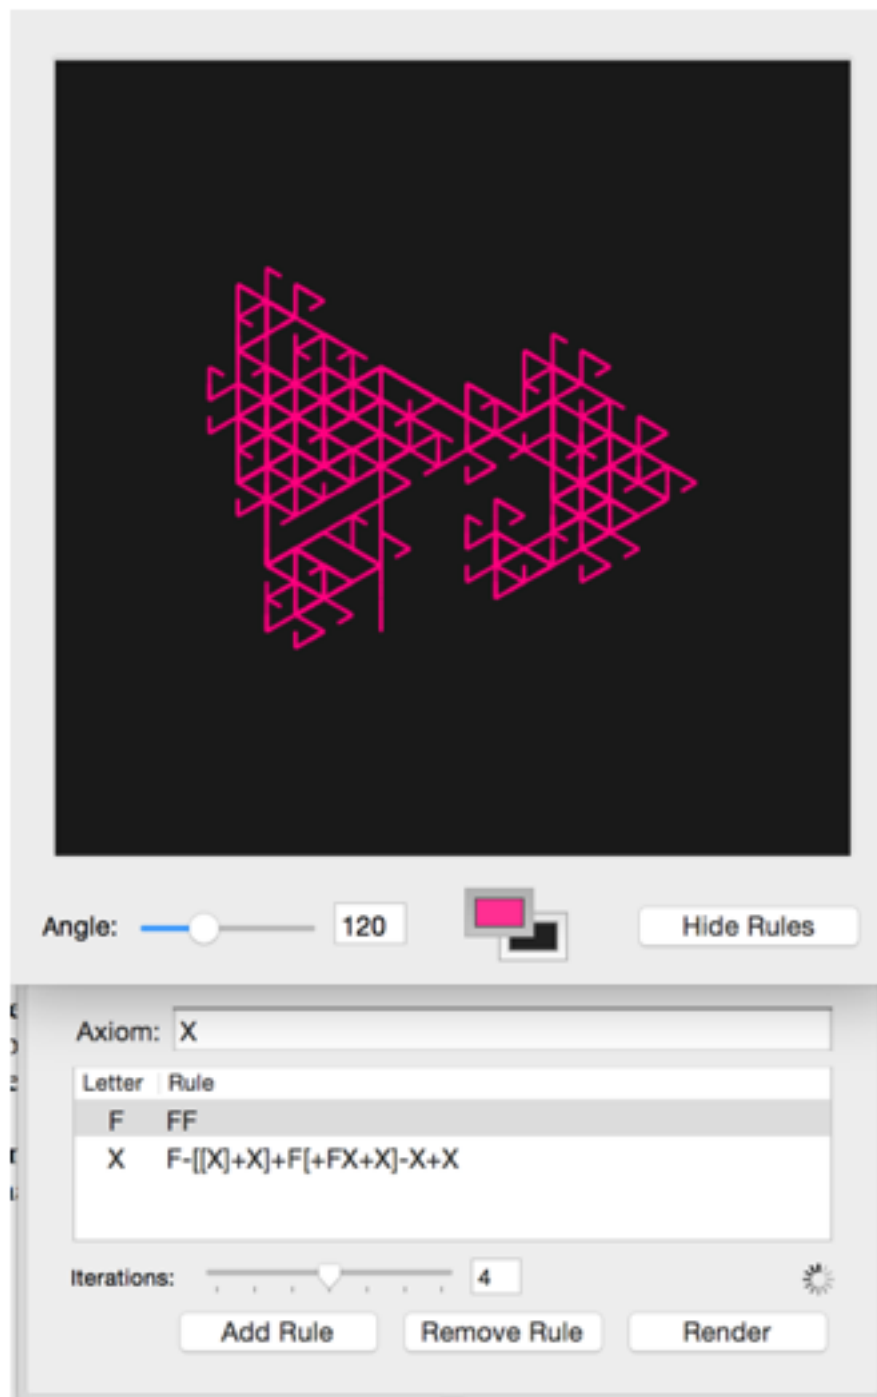 Angle: 120 Hide Rules
Axiom: X
Letter Rule
F FF
X F-[[X]+X]+F[+FX+X]-X+X
Iterations: 4
Add Rule Remove Rule Render